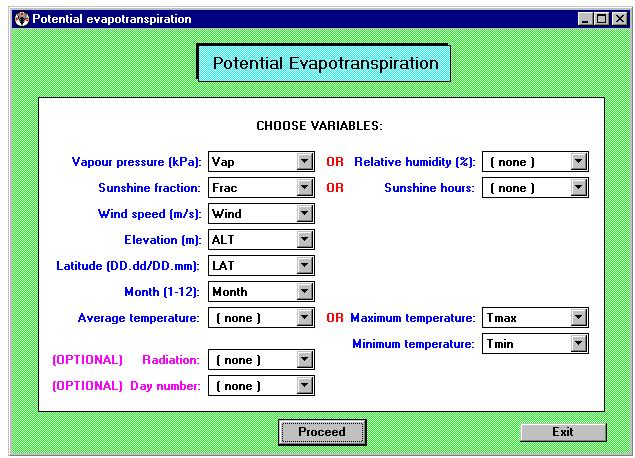 Potential evapotranspiration
Potential Evapotranspiration
CHOOSE VARIABLES:
Vapour pressure (kPa): Vap OR Relative humidity (%): ( none )
Sunshine fraction: Frac OR Sunshine hours: ( none )
Wind speed (m/s): Wind
Elevation (m): ALT
Latitude (DD.dd/DD.mm): LAT
Month (1-12): Month
Average temperature: ( none ) OR Maximum temperature: Tmax
Minimum temperature: Tmin
(OPTIONAL) Radiation: ( none )
(OPTIONAL) Day number: ( none )
Proceed Exit